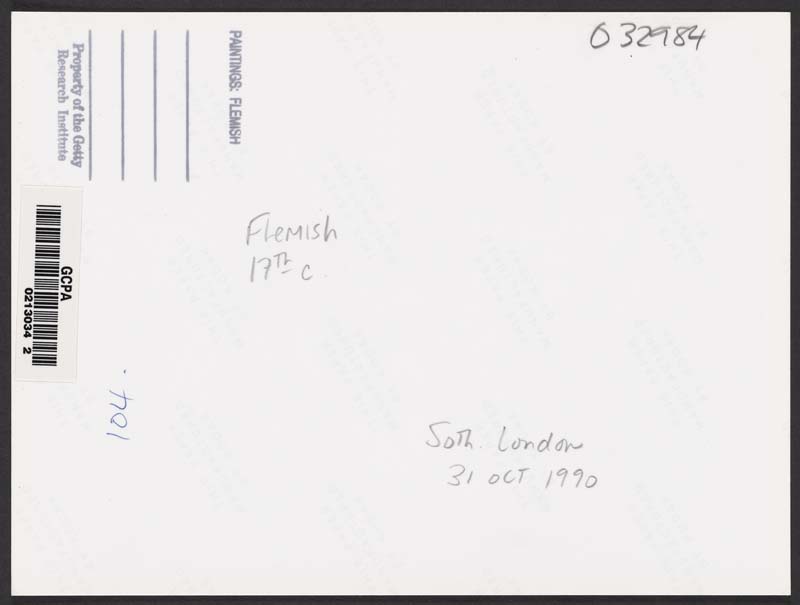 032984
PAINTINGS: FLEMISH
Property of the Getty
Research Institute
GCPA
0213034 2
Flemish
17Th c.
104.
Soth. London
31 OCT 1990